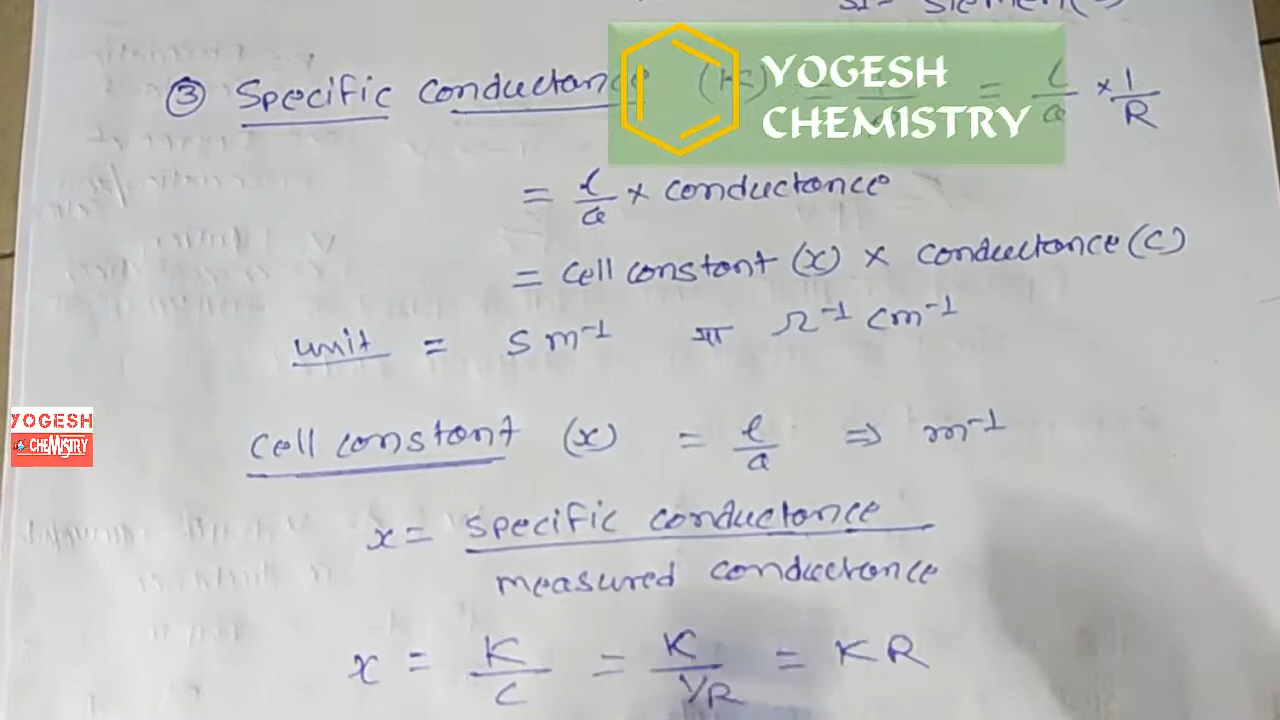 ③ Specific conductance (K) = = l/a × 1/R
YOGESH
CHEMISTRY
= l/a × conductance
= cell constant (x) × conductance (c)
unit = S m⁻¹ या Ω⁻¹ cm⁻¹
YOGESH
CHEMISTRY
cell constant (x) = l/a ⇒ m⁻¹
x = specific conductance
measured conductance
x = K/C = K/1/R = KR